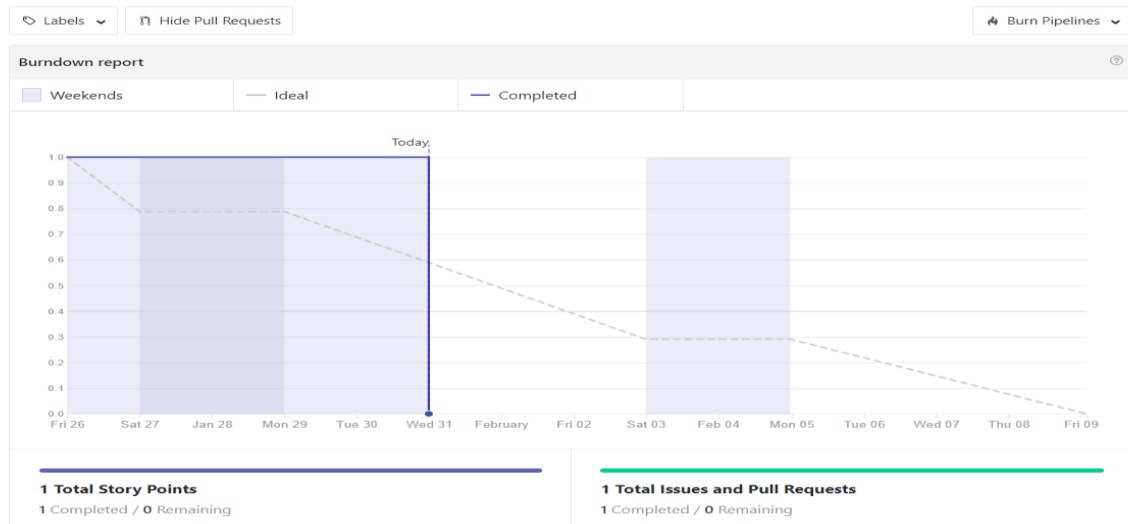 Labels
Hide Pull Requests
Burn Pipelines
Burndown report
Weekends
Ideal
Completed
Today
1.0
0.9
0.8
0.7
0.6
0.5
0.4
0.3
0.2
0.1
0.0
Fri 26 Sat 27 Jan 28 Mon 29 Tue 30 Wed 31 February Fri 02 Sat 03 Feb 04 Mon 05 Tue 06 Wed 07 Thu 08 Fri 09
1 Total Story Points
1 Completed / 0 Remaining
1 Total Issues and Pull Requests
1 Completed / 0 Remaining